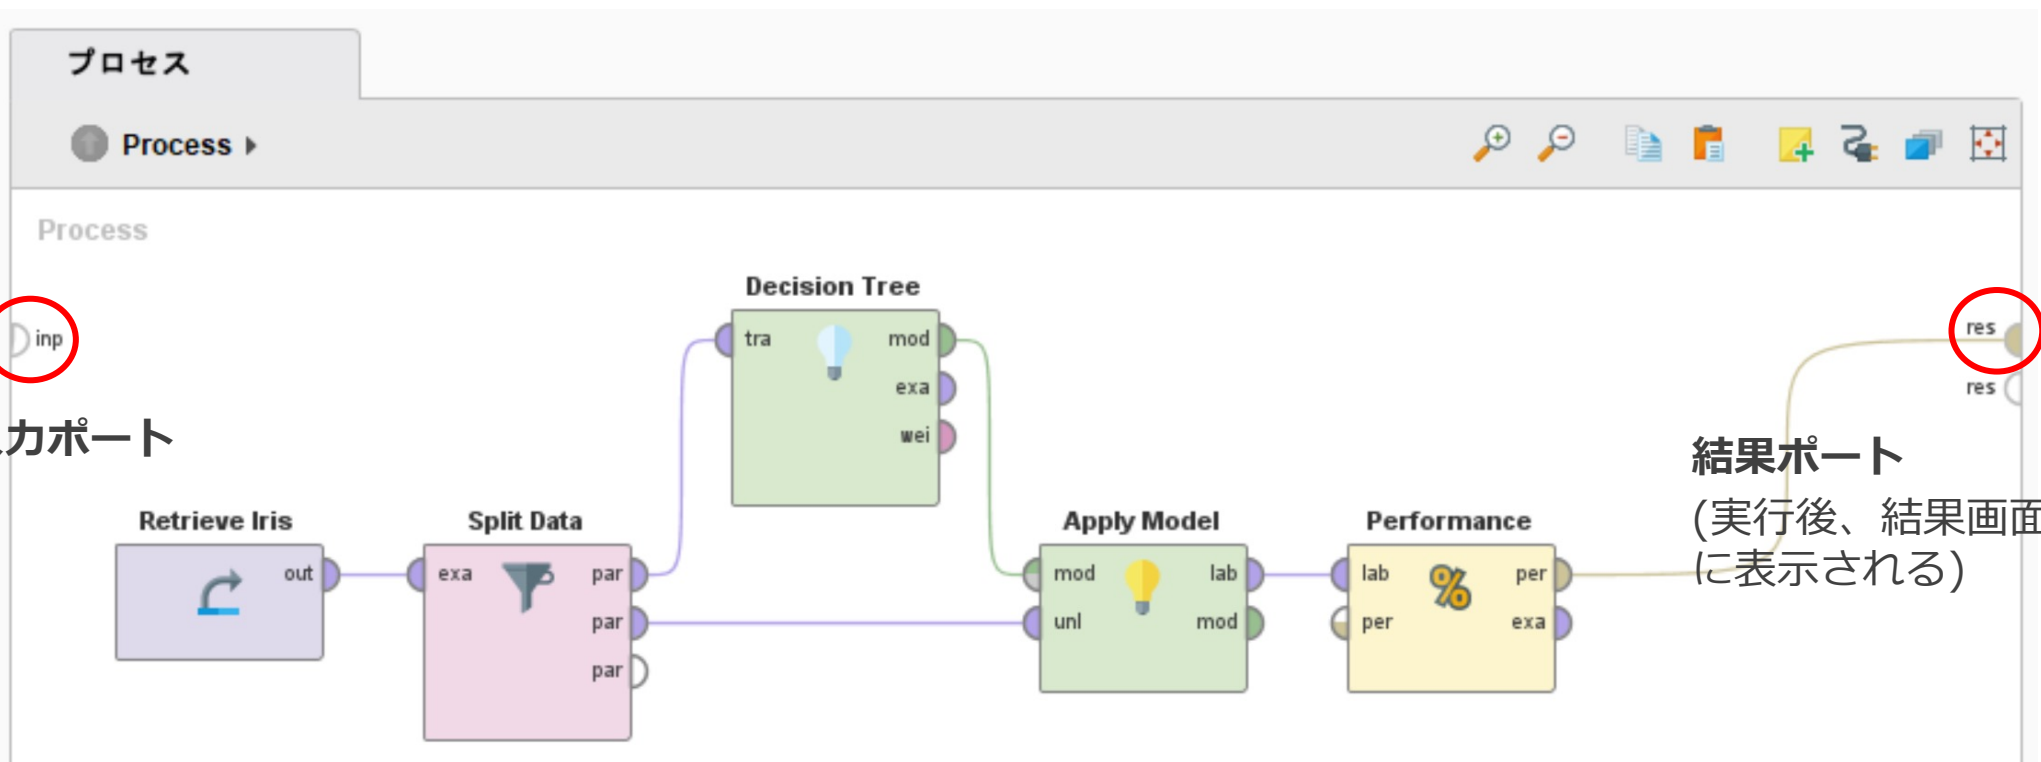 プロセス
Process
Process
inp
力ポート
Decision Tree
tra
mod
exa
wei
res
res
結果ポート
(実行後、結果画面
に表示される)
Retrieve Iris
out
Split Data
exa
par
par
par
Apply Model
mod
lab
unl
mod
Performance
lab
per
per
exa